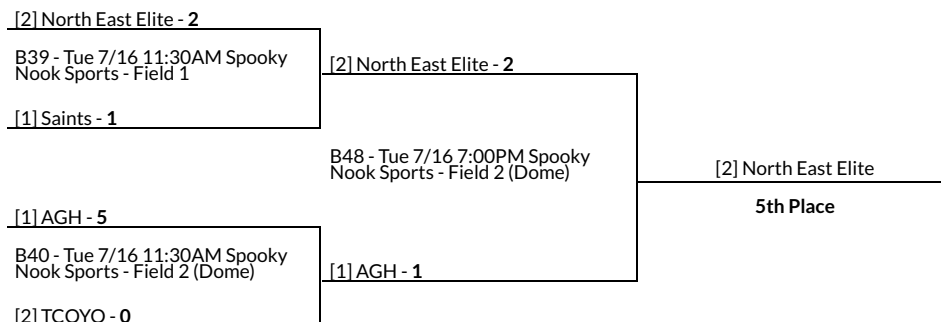 [2] North East Elite - 2
B39 - Tue 7/16 11:30AM Spooky
Nook Sports - Field 1
[1] Saints - 1
[2] North East Elite - 2
B48 - Tue 7/16 7:00PM Spooky
Nook Sports - Field 2 (Dome)
[2] North East Elite
5th Place
[1] AGH - 5
B40 - Tue 7/16 11:30AM Spooky
Nook Sports - Field 2 (Dome)
[1] AGH - 1
[2] TCOYO - 0